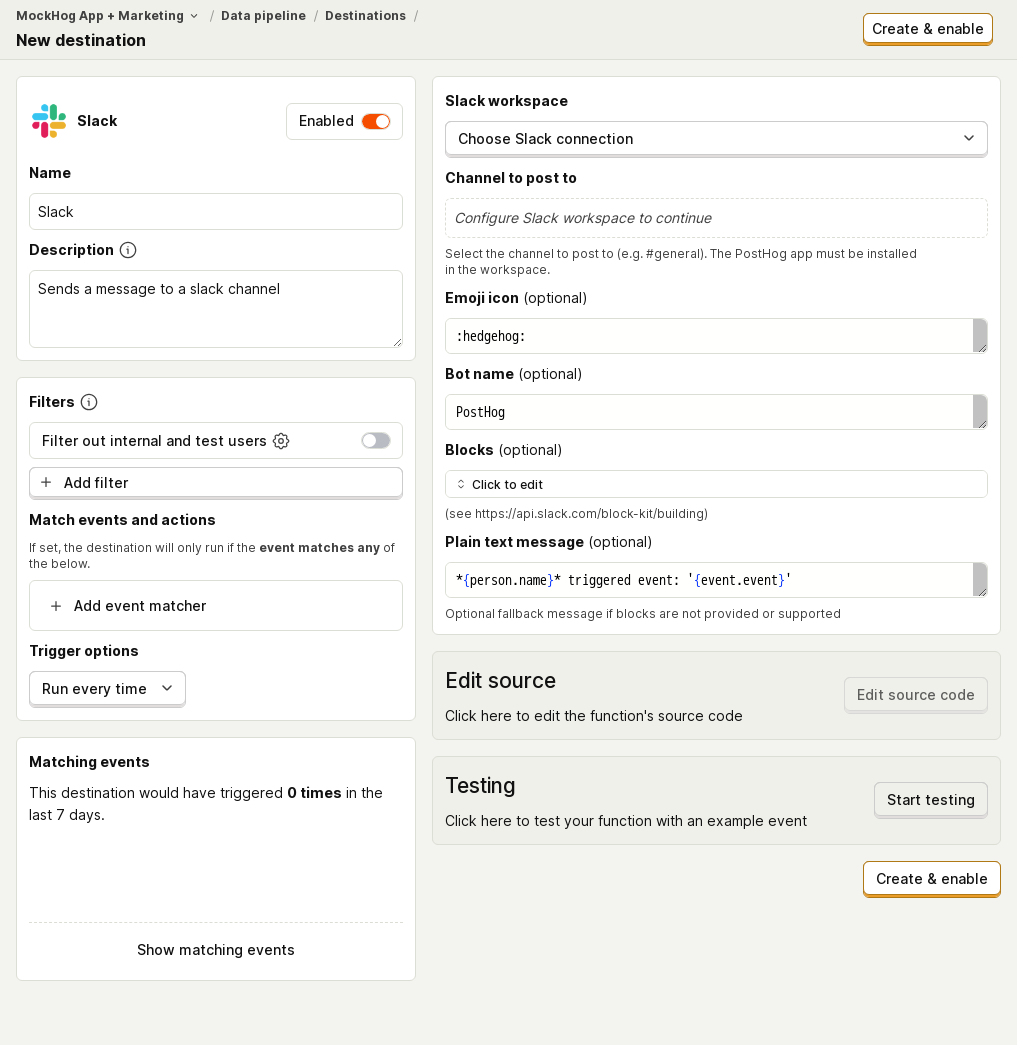 MockHog App + Marketing / Data pipeline / Destinations /
New destination
Create & enable
Slack
Enabled
Name
Slack
Description
Sends a message to a slack channel
Filters
Filter out internal and test users
Add filter
Match events and actions
If set, the destination will only run if the event matches any of
the below.
Add event matcher
Trigger options
Run every time
Matching events
This destination would have triggered 0 times in the
last 7 days.
Show matching events
Slack workspace
Choose Slack connection
Channel to post to
Configure Slack workspace to continue
Select the channel to post to (e.g. #general). The PostHog app must be installed
in the workspace.
Emoji icon (optional)
:hedgehog:
Bot name (optional)
PostHog
Blocks (optional)
Click to edit
(see https://api.slack.com/block-kit/building)
Plain text message (optional)
*{person.name}* triggered event: '{event.event}'
Optional fallback message if blocks are not provided or supported
Edit source
Click here to edit the function's source code
Edit source code
Testing
Click here to test your function with an example event
Start testing
Create & enable